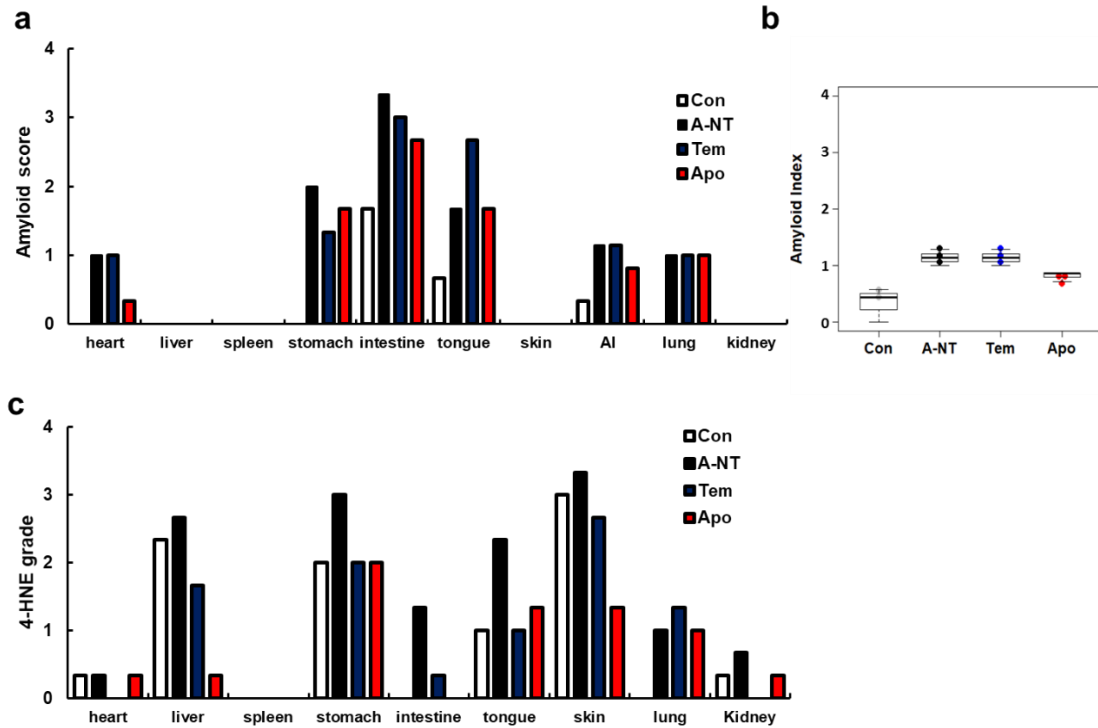 a
Amyloid score
4
3
2
1
0
Con
A-NT
Tem
Apo
heart liver spleen stomach intestine tongue skin AI lung kidney
b
Amyloid Index
4
3
2
1
0
Con A-NT Tem Apo
c
4-HNE grade
4
3
2
1
0
Con
A-NT
Tem
Apo
heart liver spleen stomach intestine tongue skin lung Kidney